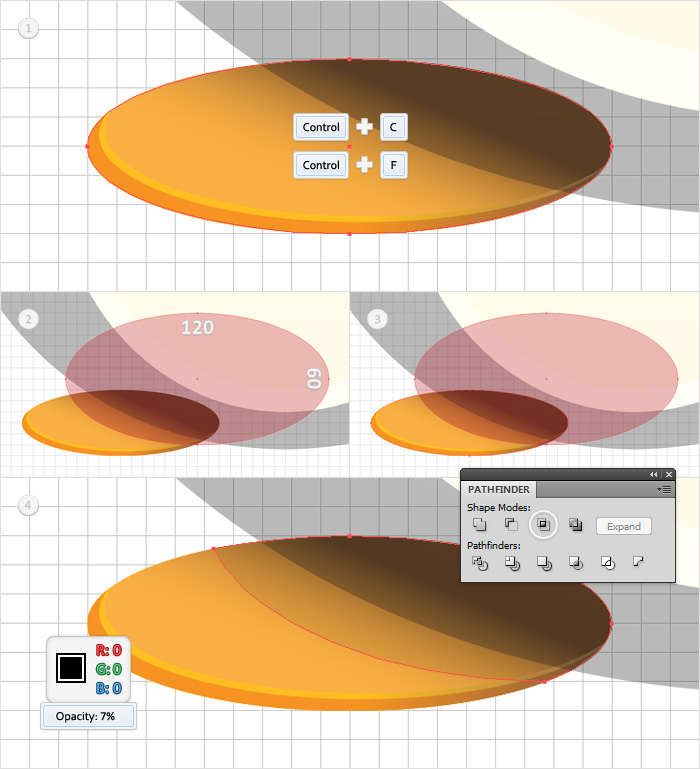 1
Control + C
Control + F
2
120
60
3
PATHFINDER
Shape Modes:
Expand
Pathfinders:
4
R: 0
G: 0
B: 0
Opacity: 7%